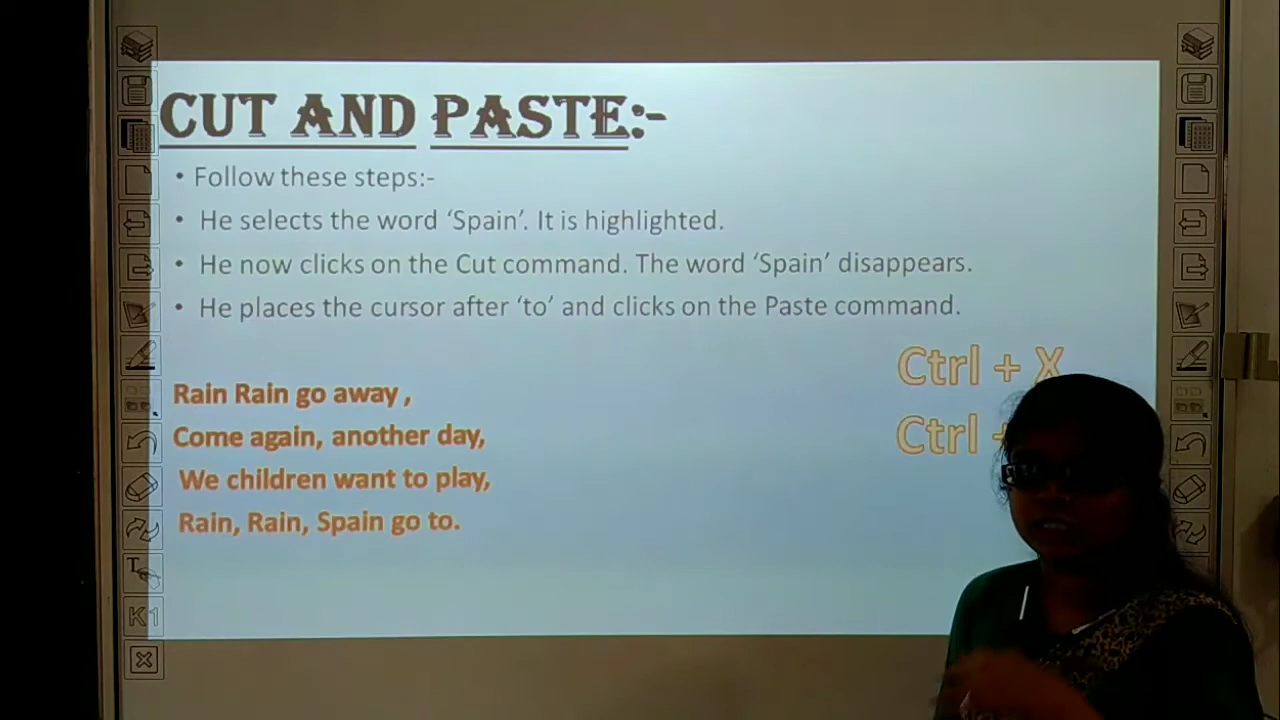 CUT AND PASTE:-
• Follow these steps:-
• He selects the word ‘Spain’. It is highlighted.
• He now clicks on the Cut command. The word ‘Spain’ disappears.
• He places the cursor after ‘to’ and clicks on the Paste command.
Ctrl + X
Ctrl +
Rain Rain go away ,
Come again, another day,
We children want to play,
Rain, Rain, Spain go to.
T
K1